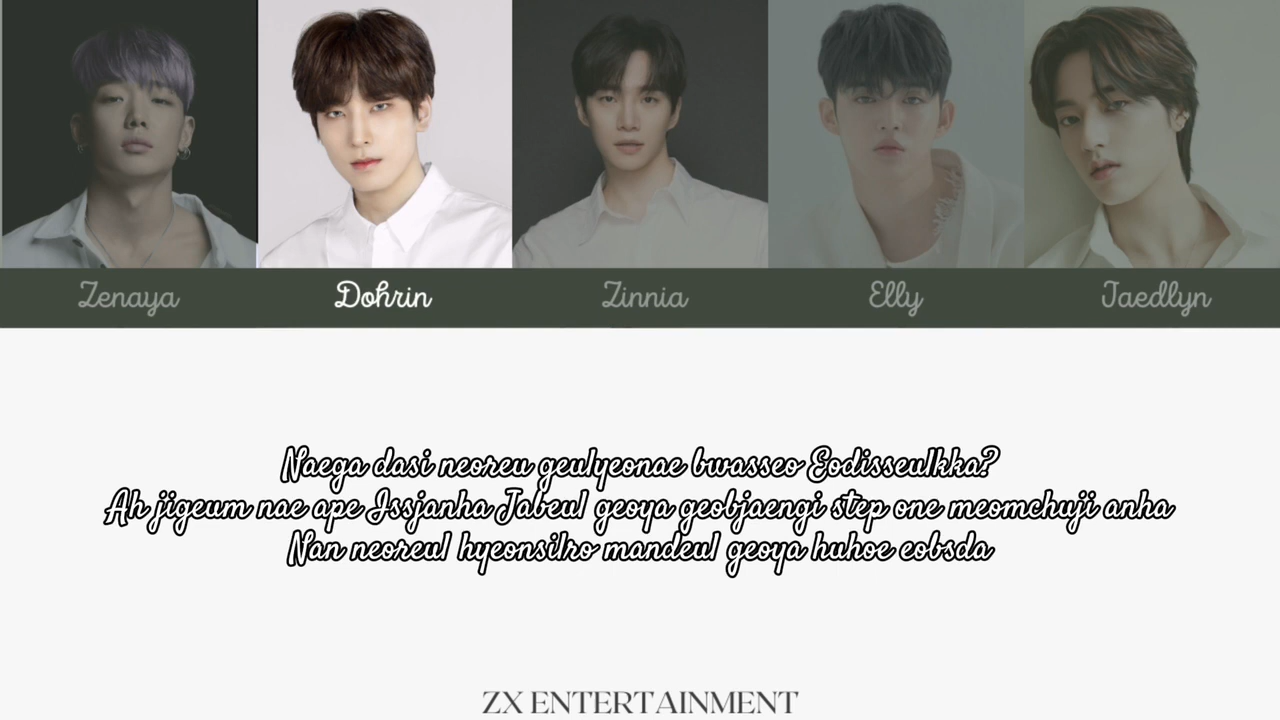 Zenaya
Dohrin
Zinnia
Elly
Jaedlyn
Naega dasi neoreu geulyeonae bwasseo Eodisseulkka?
Ah jigeum nae ape Issjanha Jabeul geoya geobjaengi step one meomchuji anha
Nan neoreul hyeonsilro mandeul geoya huhoe eobsda
ZX ENTERTAINMENT